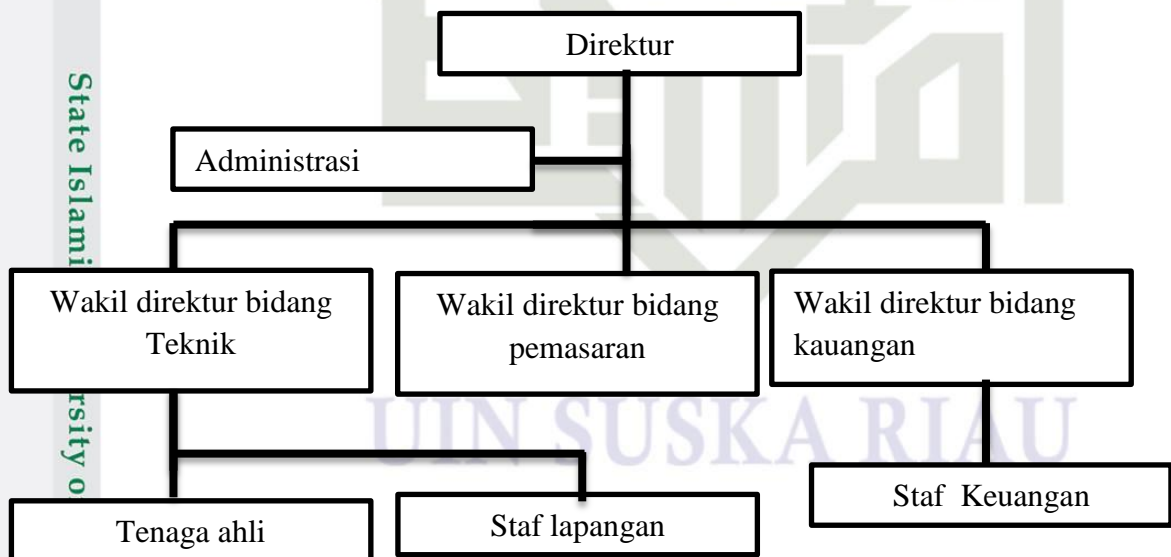 Direktur
Administrasi
Wakil direktur bidang
Teknik
Wakil direktur bidang
pemasaran
Wakil direktur bidang
kauangan
Tenaga ahli
Staf lapangan
Staf Keuangan
UIN SUSKA RIAU
State Islami
rsity o